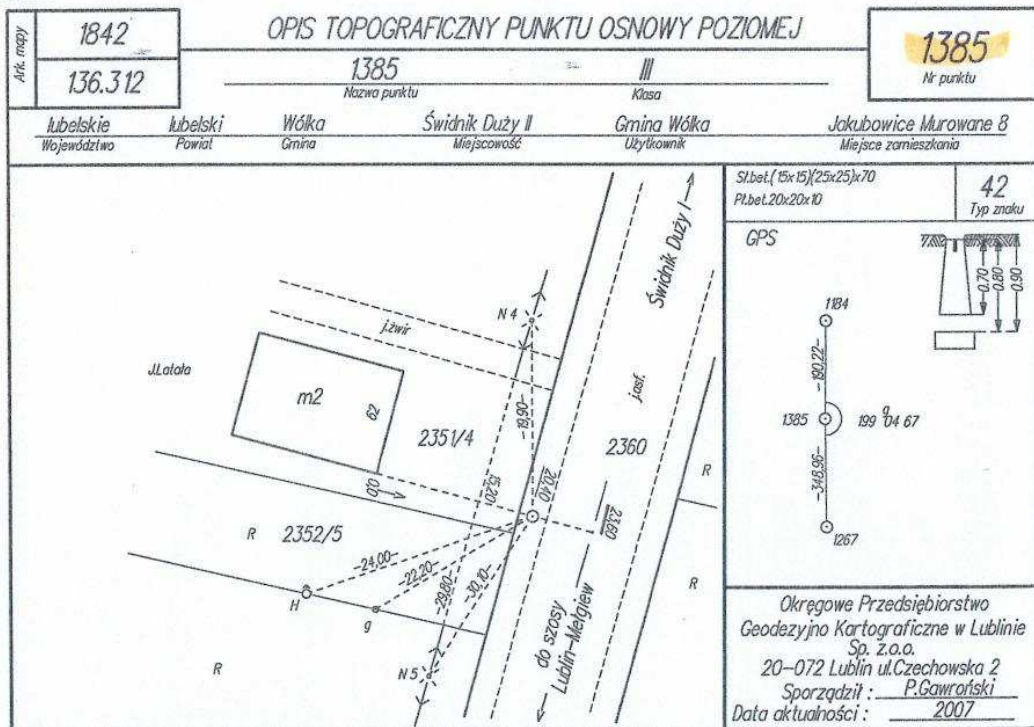 Ark. mapy
1842
136.312
OPIS TOPOGRAFICZNY PUNKTU OSNOWY POZIOMEJ
1385
Nazwa punktu
III
Klasa
1385
Nr punktu
lubelskie
Województwo
lubelski
Powiat
Wólka
Gmina
Świdnik Duży II
Miejscowość
Gmina Wólka
Użytkownik
Jakubowice Murowane 8
Miejsce zamieszkania
Sł.bet.(15x15)(25x25)x70
Pł.bet.20x20x10
42
Typ znaku
GPS
0.70
0.80
0.90
1184
-190,22-
1385
199 g 04 67
-348,96-
1267
Świdnik Duży I
N 4
j.żwir
J.Latała
m2
62
2351/4
-19,90-
jasf.
2360
R
0,0
15,20
20,40
23,60
R 2352/5
-24,00-
-22,20-
-29,80-
-30,10-
H
g
R
N 5
R
do szosy
Lublin-Mełgiew
Okręgowe Przedsiębiorstwo
Geodezyjno Kartograficzne w Lublinie
Sp. z.o.o.
20-072 Lublin ul.Czechowska 2
Sporządził : P.Gawroński
Data aktualności : 2007